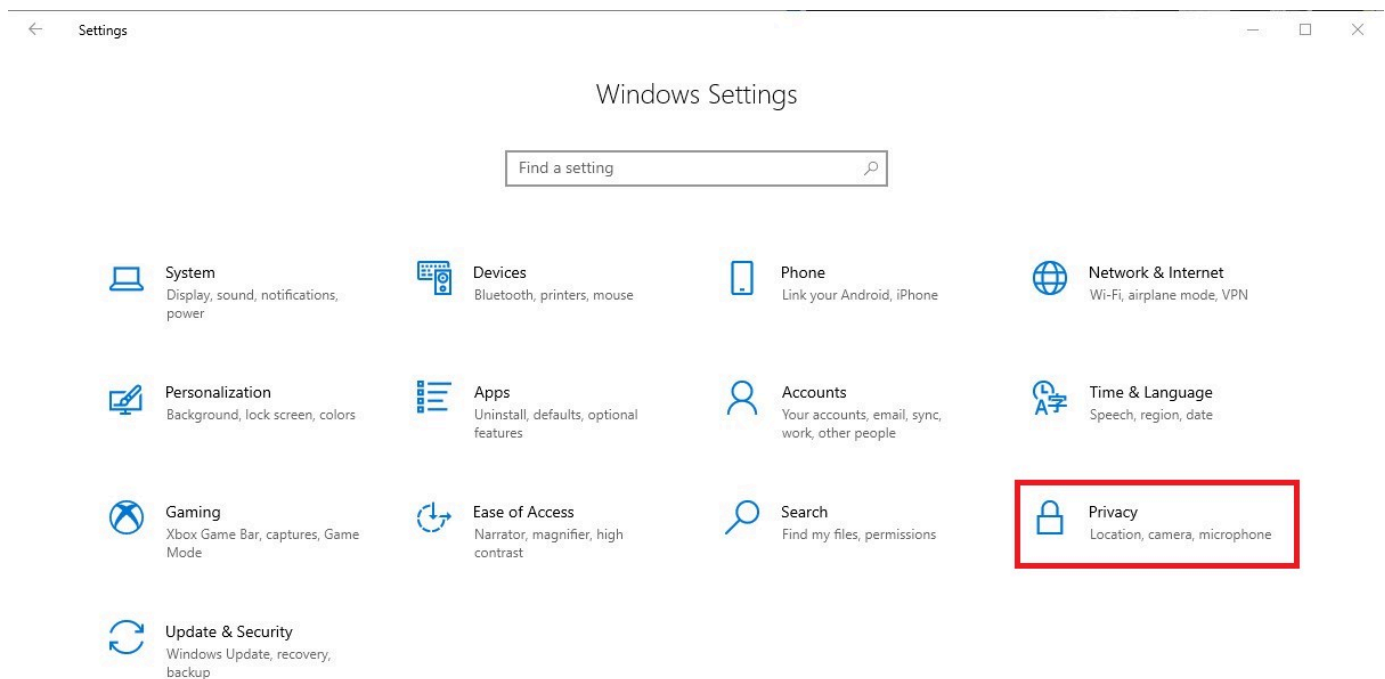 Settings
Windows Settings
Find a setting
System
Display, sound, notifications,
power
Devices
Bluetooth, printers, mouse
Phone
Link your Android, iPhone
Network & Internet
Wi-Fi, airplane mode, VPN
Personalization
Background, lock screen, colors
Apps
Uninstall, defaults, optional
features
Accounts
Your accounts, email, sync,
work, other people
Time & Language
Speech, region, date
Gaming
Xbox Game Bar, captures, Game
Mode
Ease of Access
Narrator, magnifier, high
contrast
Search
Find my files, permissions
Privacy
Location, camera, microphone
Update & Security
Windows Update, recovery,
backup